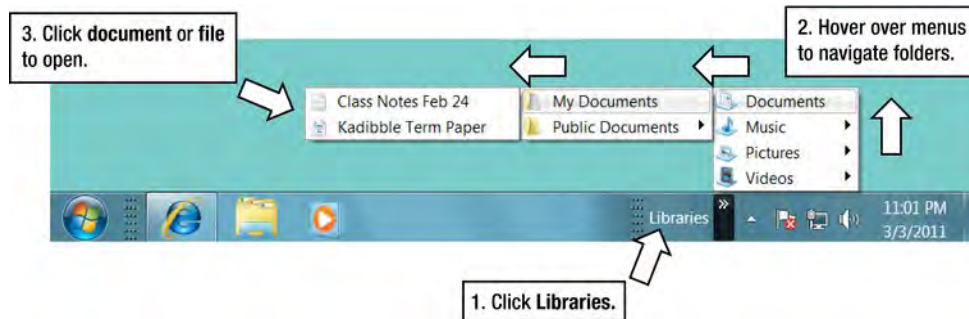 3. Click document or file
to open.
2. Hover over menus
to navigate folders.
Class Notes Feb 24
Kadibble Term Paper
My Documents
Public Documents
Documents
Music
Pictures
Videos
Libraries
»
11:01 PM
3/3/2011
1. Click Libraries.